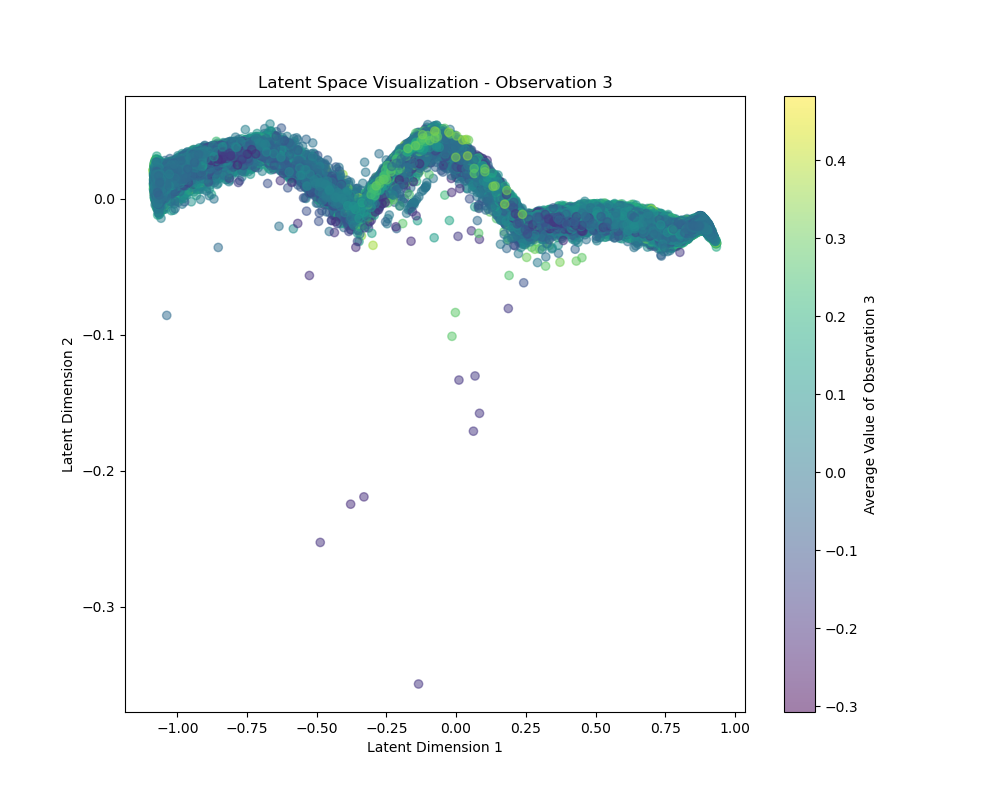 Latent Space Visualization - Observation 3
0.0
−0.1
−0.2
−0.3
Latent Dimension 2
−1.00 −0.75 −0.50 −0.25 0.00 0.25 0.50 0.75 1.00
Latent Dimension 1
0.4
0.3
0.2
0.1
0.0
−0.1
−0.2
−0.3
Average Value of Observation 3